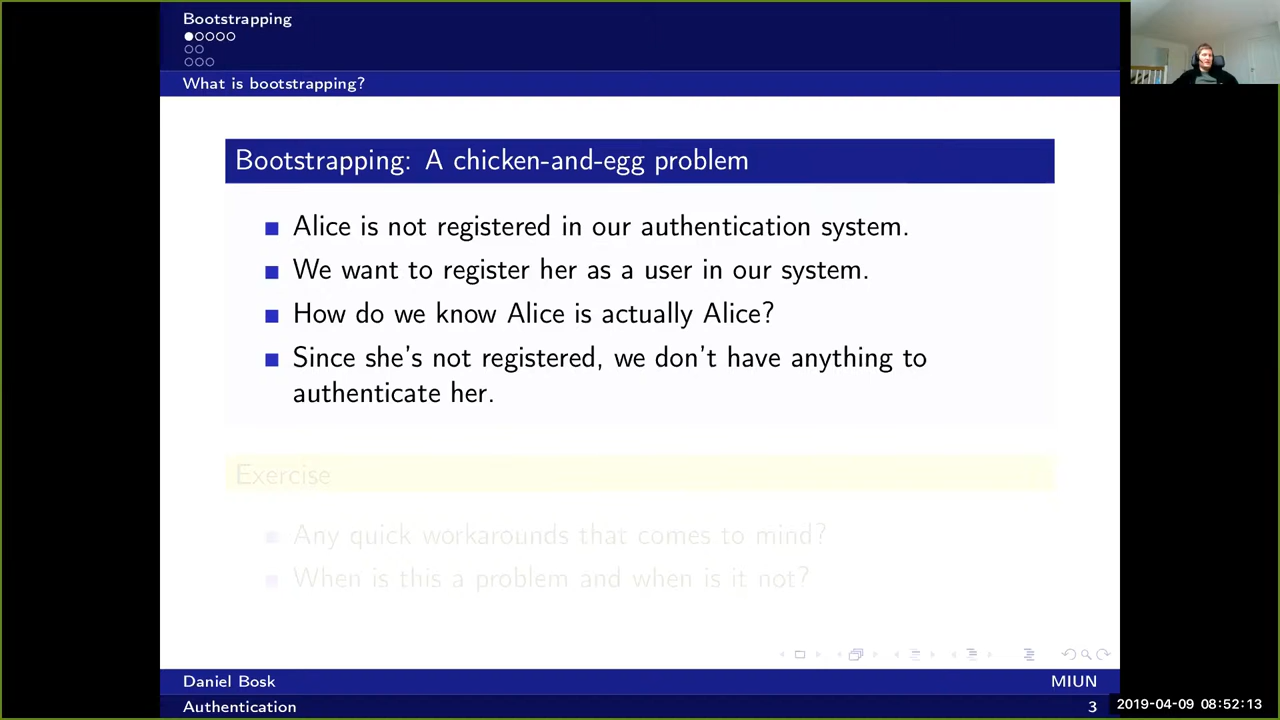 Bootstrapping
What is bootstrapping?
Bootstrapping: A chicken-and-egg problem
Alice is not registered in our authentication system.
We want to register her as a user in our system.
How do we know Alice is actually Alice?
Since she's not registered, we don't have anything to
authenticate her.
Exercise
Any quick workarounds that comes to mind?
When is this a problem and when is it not?
Daniel Bosk
MIUN
Authentication
3
2019-04-09 08:52:13